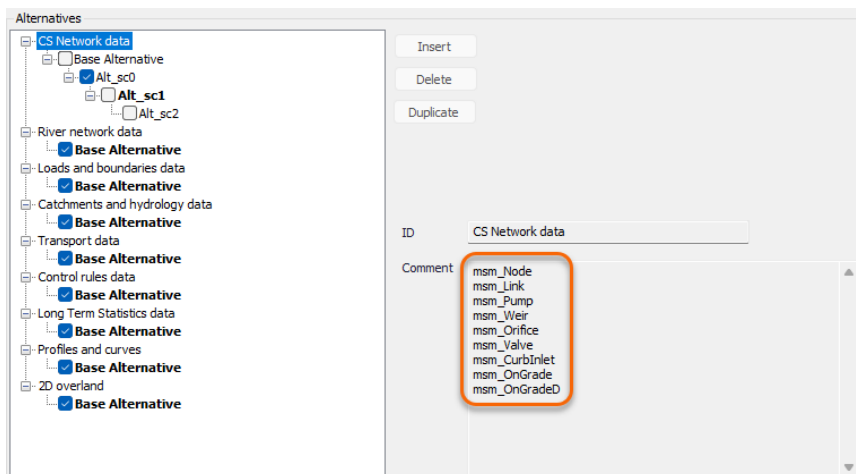 Alternatives
CS Network data
Base Alternative
Alt_sc0
Alt_sc1
Alt_sc2
River network data
Base Alternative
Loads and boundaries data
Base Alternative
Catchments and hydrology data
Base Alternative
Transport data
Base Alternative
Control rules data
Base Alternative
Long Term Statistics data
Base Alternative
Profiles and curves
Base Alternative
2D overland
Base Alternative
Insert
Delete
Duplicate
ID CS Network data
Comment msm_Node
msm_Link
msm_Pump
msm_Weir
msm_Orifice
msm_Valve
msm_CurbInlet
msm_OnGrade
msm_OnGradeD